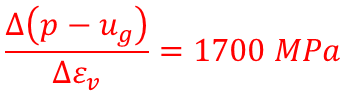 Δ(p − u_g)/Δε_v = 1700 MPa